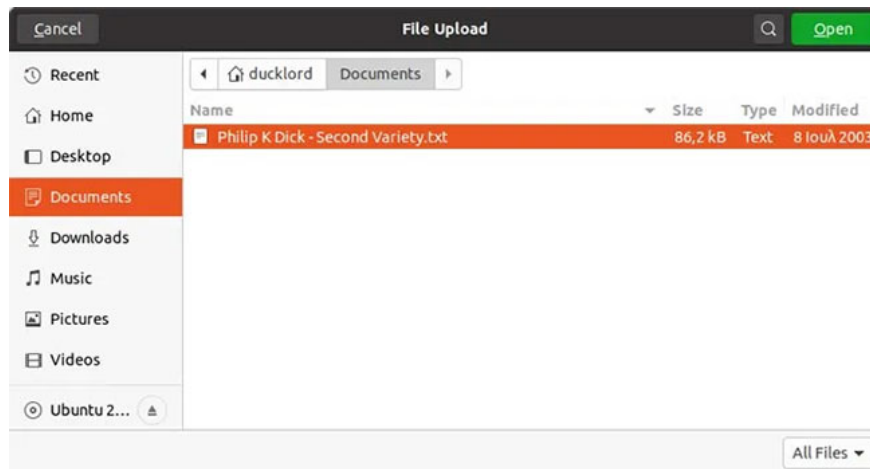 Cancel File Upload Open
Recent
Home
Desktop
Documents
Downloads
Music
Pictures
Videos
Ubuntu 2...
ducklord Documents
Name Size Type Modified
Philip K Dick - Second Variety.txt 86,2 kB Text 8 Ιουλ 2003
All Files